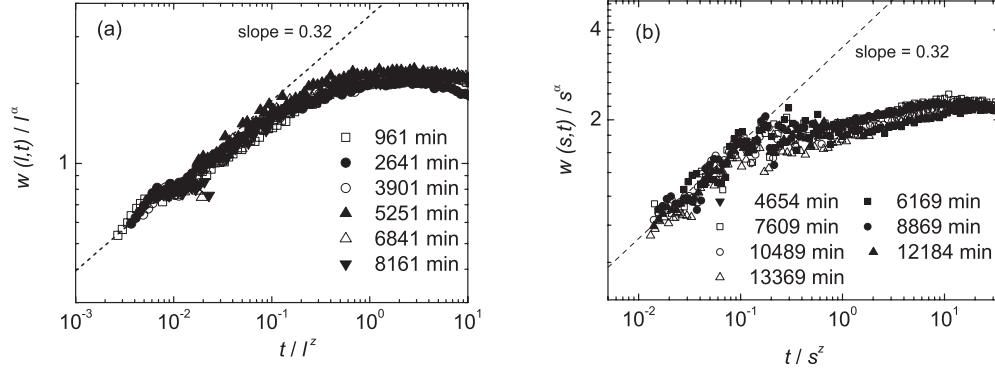 (a)
slope = 0.32
w (l,t) / l^α
1
961 min
2641 min
3901 min
5251 min
6841 min
8161 min
10^-3 10^-2 10^-1 10^0 10^1
t / l^z
(b)
slope = 0.32
w (s,t) / s^α
4
2
4654 min
7609 min
10489 min
13369 min
6169 min
8869 min
12184 min
10^-2 10^-1 10^0 10^1
t / s^z